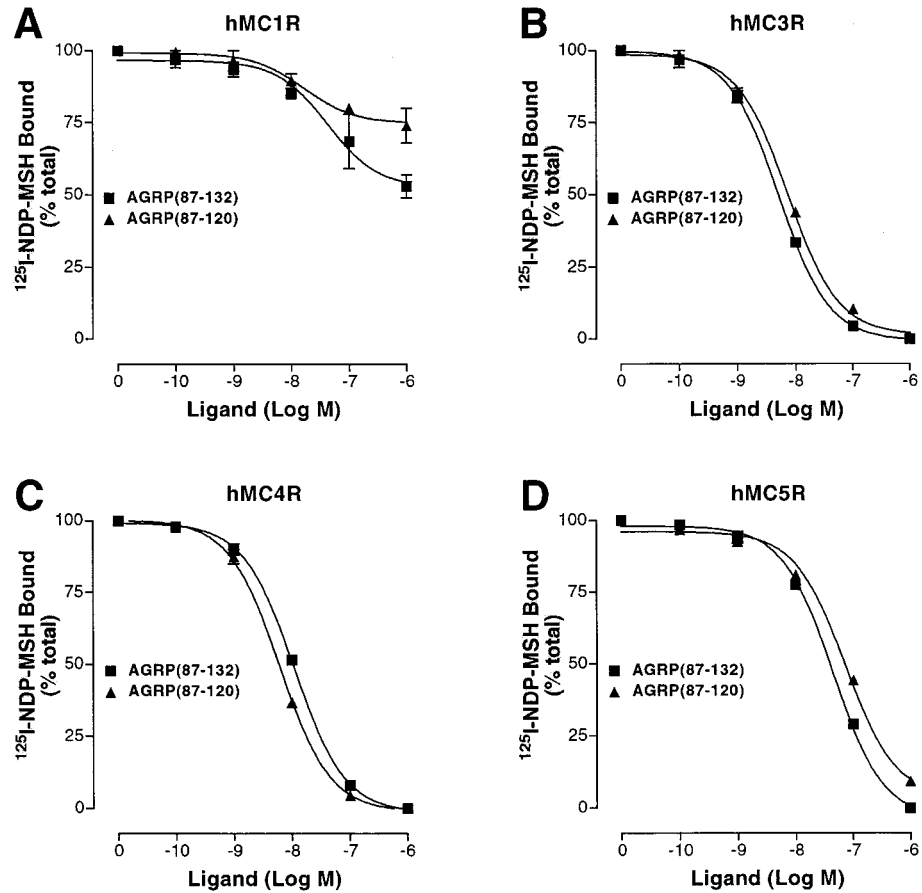 A
hMC1R
100
75
50
25
0
¹²⁵I-NDP-MSH Bound
(% total)
AGRP(87-132)
AGRP(87-120)
0 -10 -9 -8 -7 -6
Ligand (Log M)
B
hMC3R
100
75
50
25
0
¹²⁵I-NDP-MSH Bound
(% total)
AGRP(87-132)
AGRP(87-120)
0 -10 -9 -8 -7 -6
Ligand (Log M)
C
hMC4R
100
75
50
25
0
¹²⁵I-NDP-MSH Bound
(% total)
AGRP(87-132)
AGRP(87-120)
0 -10 -9 -8 -7 -6
Ligand (Log M)
D
hMC5R
100
75
50
25
0
¹²⁵I-NDP-MSH Bound
(% total)
AGRP(87-132)
AGRP(87-120)
0 -10 -9 -8 -7 -6
Ligand (Log M)